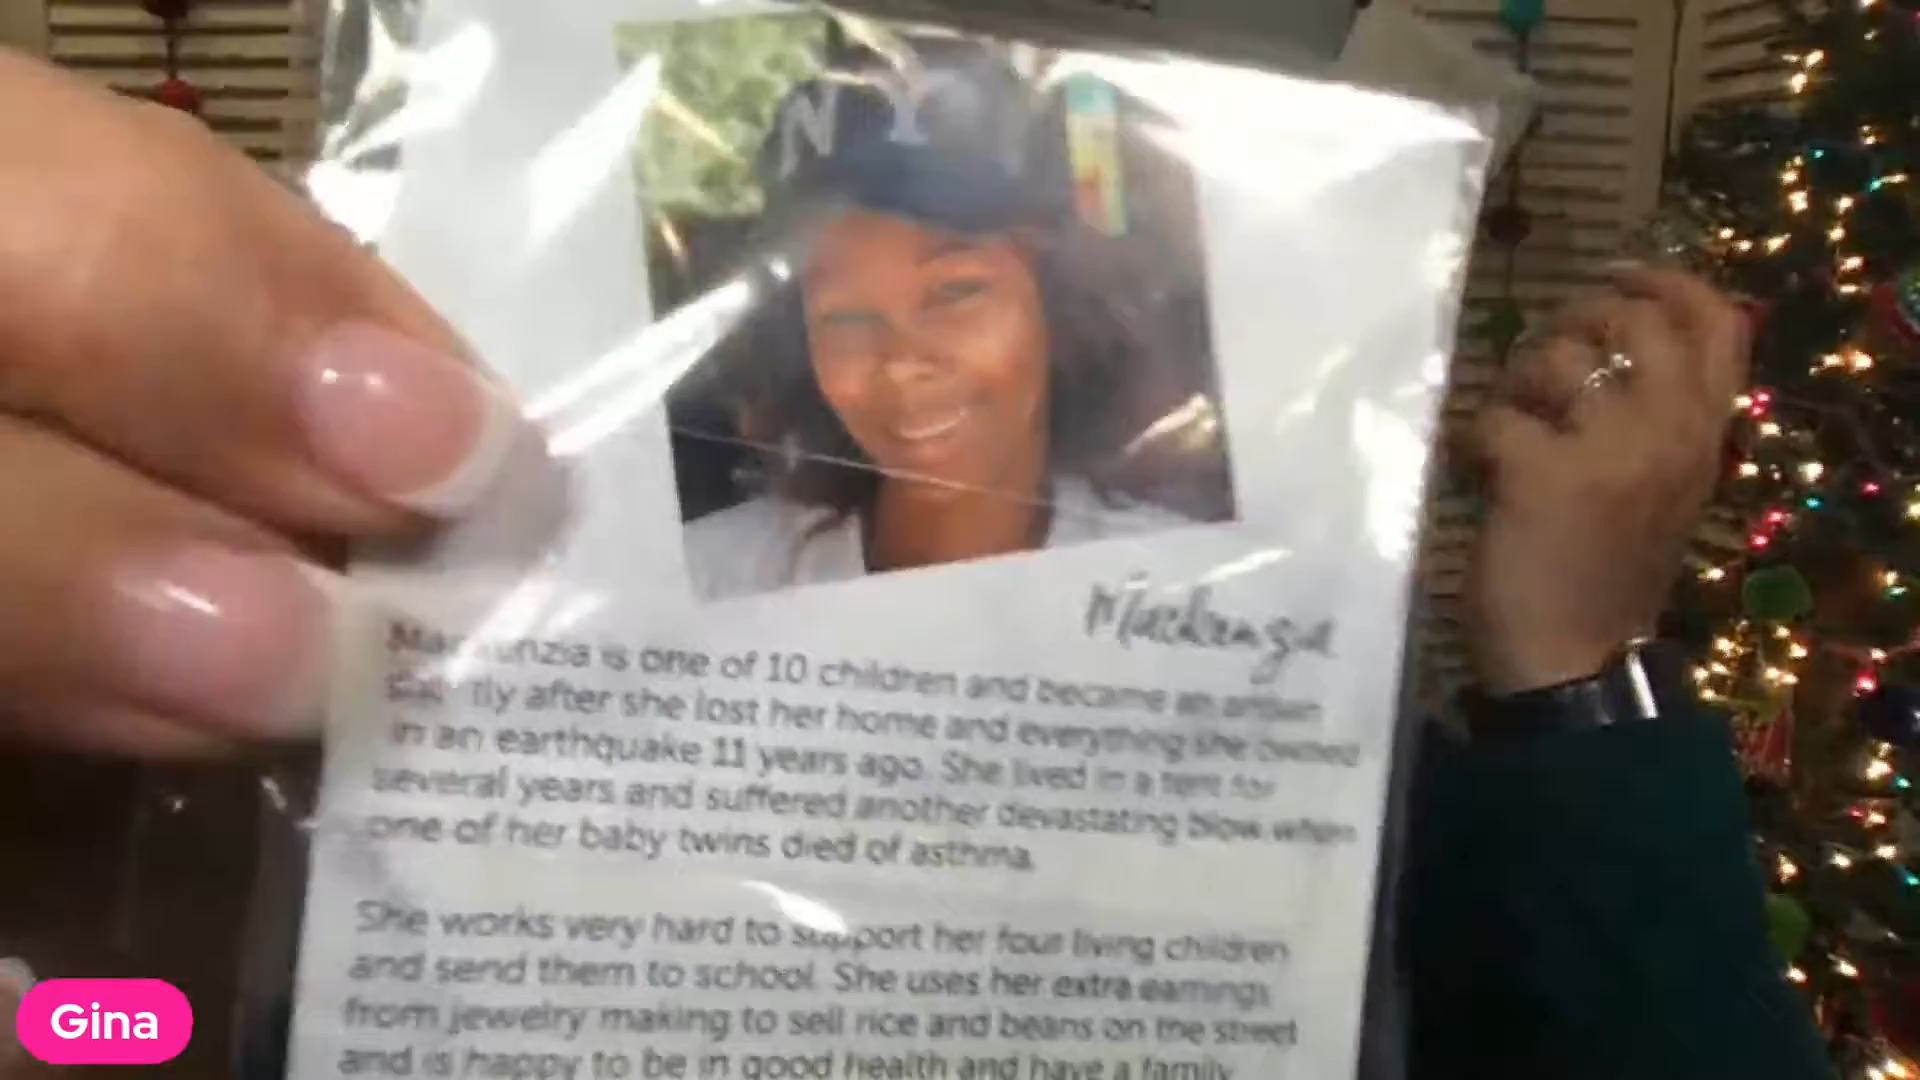 NY
Mackenzia
is one of 10 children and became an artisan
after she lost her home and everything she owned
in an earthquake 11 years ago. She lived in a tent for
several years and suffered another devastating blow when
one of her baby twins died of asthma.
She works very hard to support her four living children
and send them to school. She uses her extra earnings
from jewelry making to sell rice and beans on the street
and is happy to be in good health and have a family
Gina